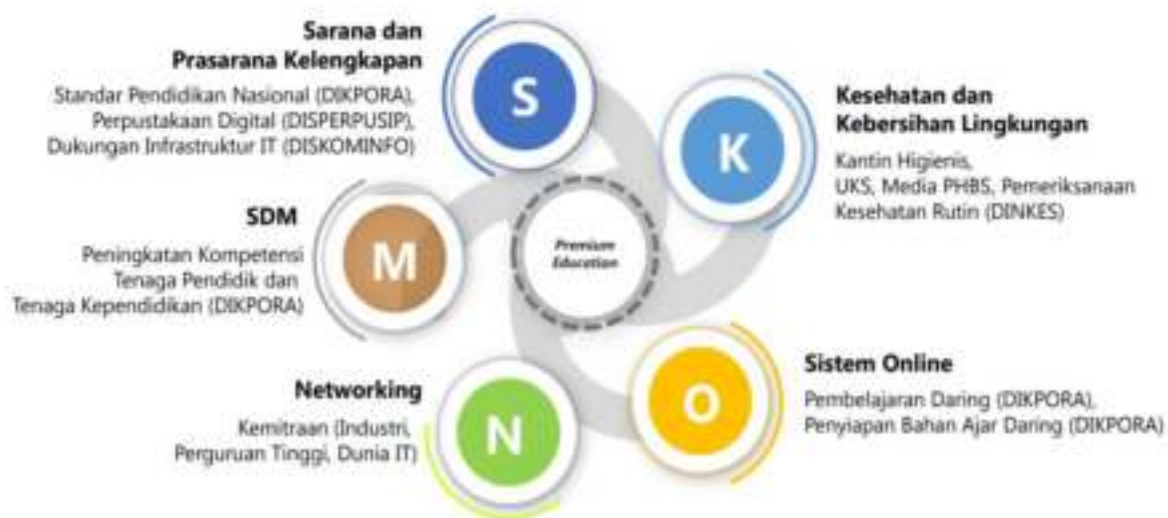 Sarana dan
Prasarana Kelengkapan
Standar Pendidikan Nasional (DIKPORA),
Perpustakaan Digital (DISPERPUSIP),
Dukungan Infrastruktur IT (DISKOMINFO)
S
K
Kesehatan dan
Kebersihan Lingkungan
Kantin Higienis,
UKS, Media PHBS, Pemeriksanaan
Kesehatan Rutin (DINKES)
SDM
Peningkatan Kompetensi
Tenaga Pendidik dan
Tenaga Kependidikan (DIKPORA)
M
Premium
Education
Networking
Kemitraan (Industri,
Perguruan Tinggi, Dunia IT)
N
O
Sistem Online
Pembelajaran Daring (DIKPORA),
Penyiapan Bahan Ajar Daring (DIKPORA)